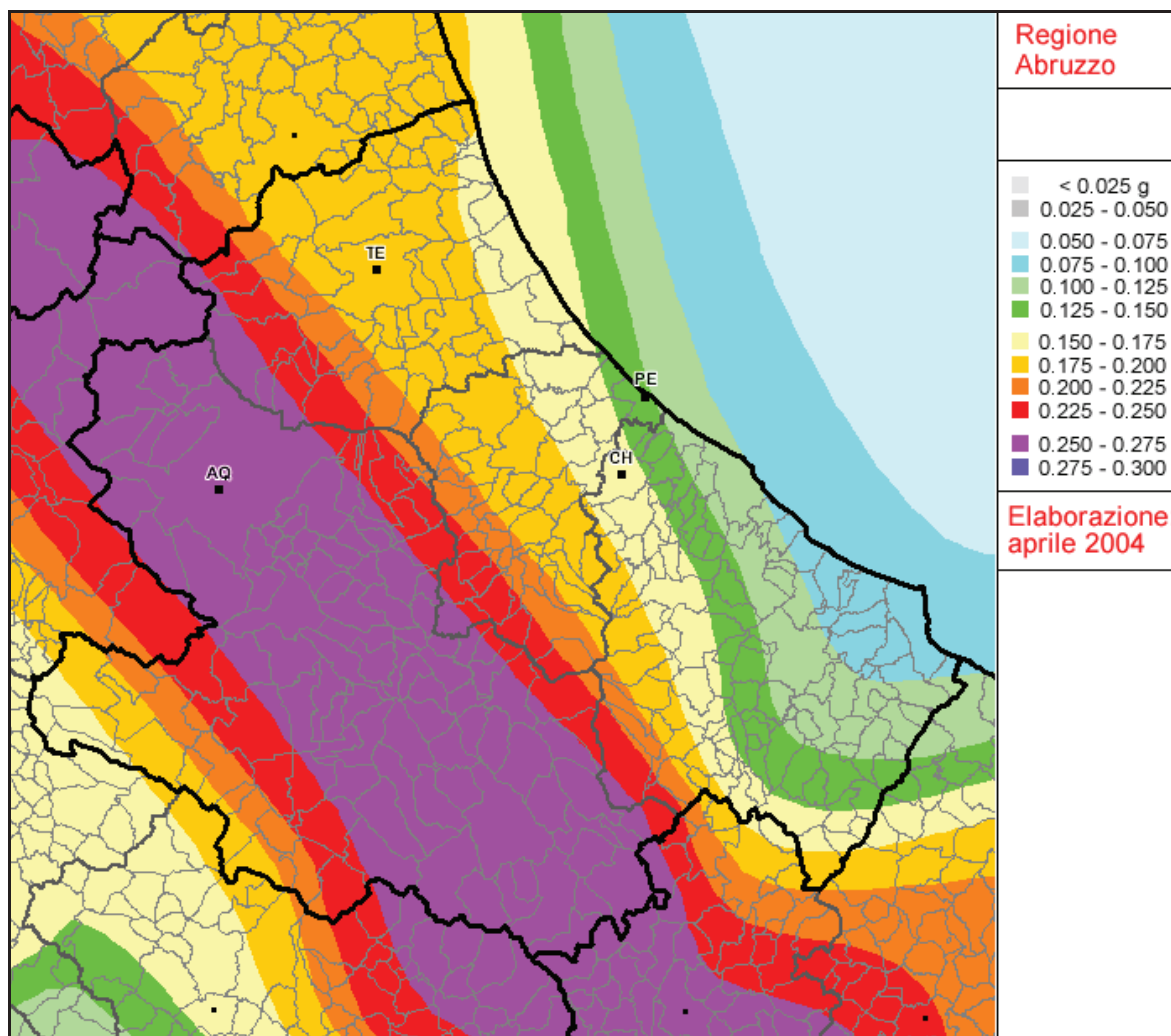 Regione
Abruzzo
< 0.025 g
0.025 - 0.050
0.050 - 0.075
0.075 - 0.100
0.100 - 0.125
0.125 - 0.150
0.150 - 0.175
0.175 - 0.200
0.200 - 0.225
0.225 - 0.250
0.250 - 0.275
0.275 - 0.300
Elaborazione
aprile 2004
TE
PE
CH
AQ